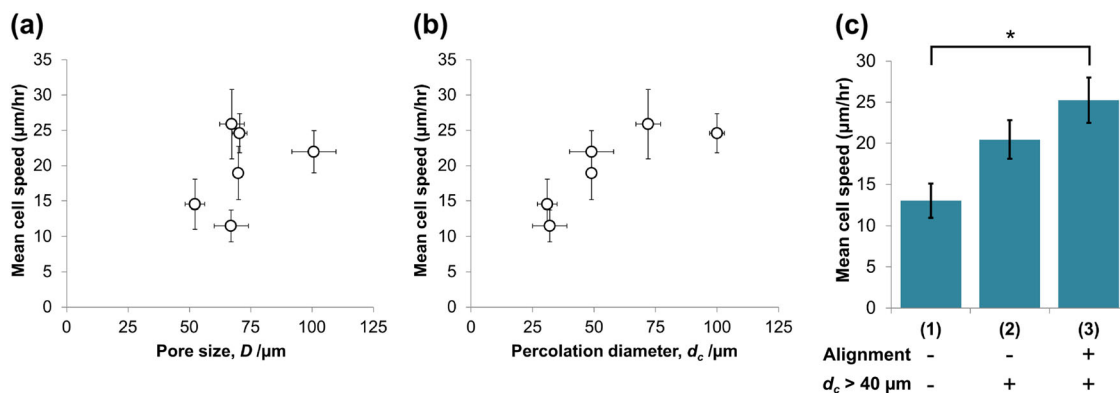 (a)
Mean cell speed (µm/hr)
35
30
25
20
15
10
5
0
0 25 50 75 100 125
Pore size, D /µm
(b)
Mean cell speed (µm/hr)
35
30
25
20
15
10
5
0
0 25 50 75 100 125
Percolation diameter, dc /µm
(c)
*
Mean cell speed (µm/hr)
30
25
20
15
10
5
0
(1) (2) (3)
Alignment - - +
dc > 40 µm - + +